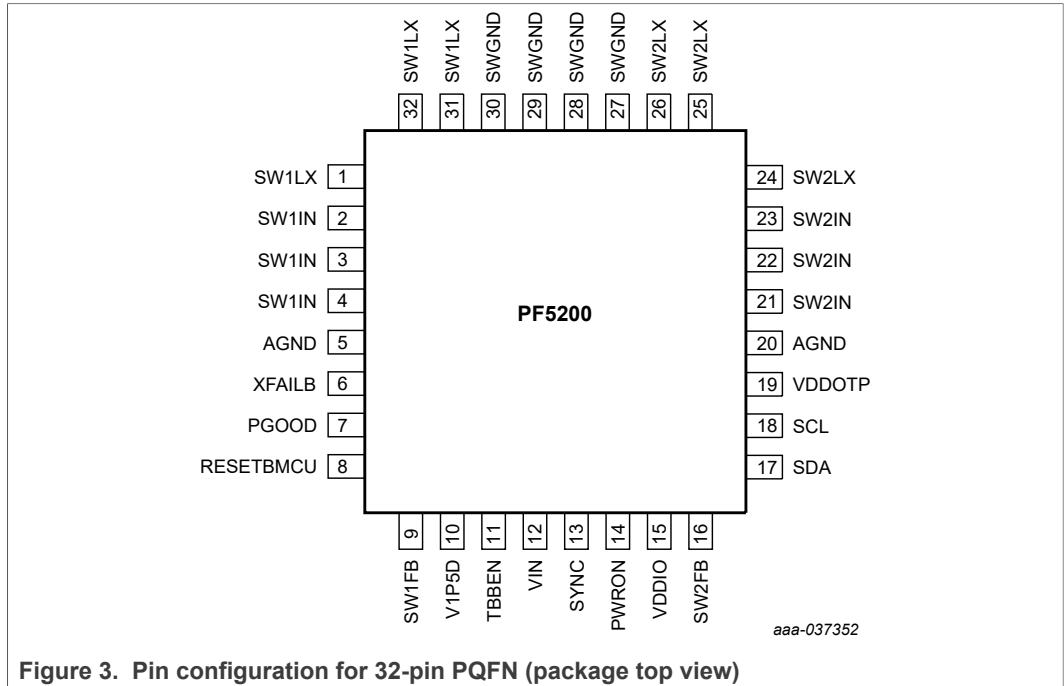 SW1LX
SW1LX
SWGND
SWGND
SWGND
SWGND
SW2LX
SW2LX
32
31
30
29
28
27
26
25
SW1LX 1
SW1IN 2
SW1IN 3
SW1IN 4
AGND 5
XFAILB 6
PGOOD 7
RESETBMCU 8
PF5200
24 SW2LX
23 SW2IN
22 SW2IN
21 SW2IN
20 AGND
19 VDDOTP
18 SCL
17 SDA
9
10
11
12
13
14
15
16
SW1FB
V1P5D
TBBEN
VIN
SYNC
PWRON
VDDIO
SW2FB
aaa-037352
Figure 3. Pin configuration for 32-pin PQFN (package top view)